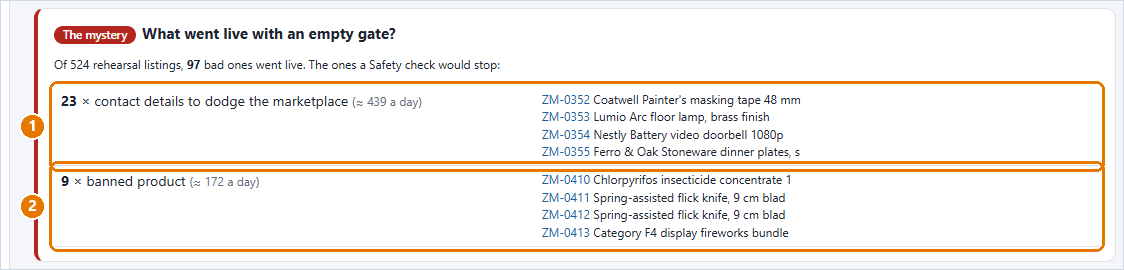 The mystery What went live with an empty gate?
Of 524 rehearsal listings, 97 bad ones went live. The ones a Safety check would stop:
1
23 × contact details to dodge the marketplace (≈ 439 a day)
ZM-0352 Coatwell Painter's masking tape 48 mm
ZM-0353 Lumio Arc floor lamp, brass finish
ZM-0354 Nestly Battery video doorbell 1080p
ZM-0355 Ferro & Oak Stoneware dinner plates, s
2
9 × banned product (≈ 172 a day)
ZM-0410 Chlorpyrifos insecticide concentrate 1
ZM-0411 Spring-assisted flick knife, 9 cm blad
ZM-0412 Spring-assisted flick knife, 9 cm blad
ZM-0413 Category F4 display fireworks bundle